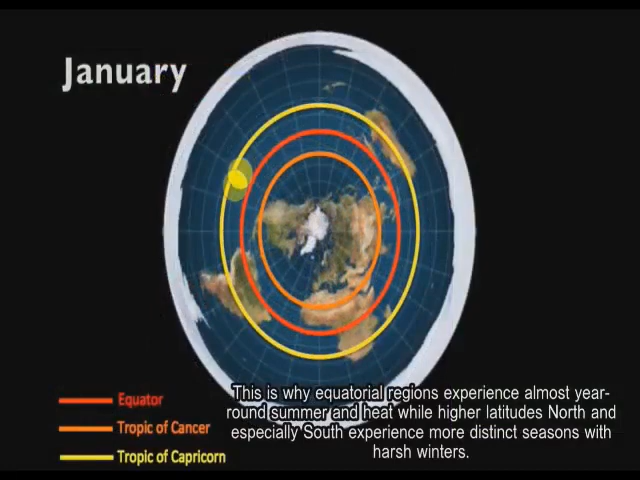 January
Equator
Tropic of Cancer
Tropic of Capricorn
This is why equatorial regions experience almost year-
round summer and heat while higher latitudes North and
especially South experience more distinct seasons with
harsh winters.